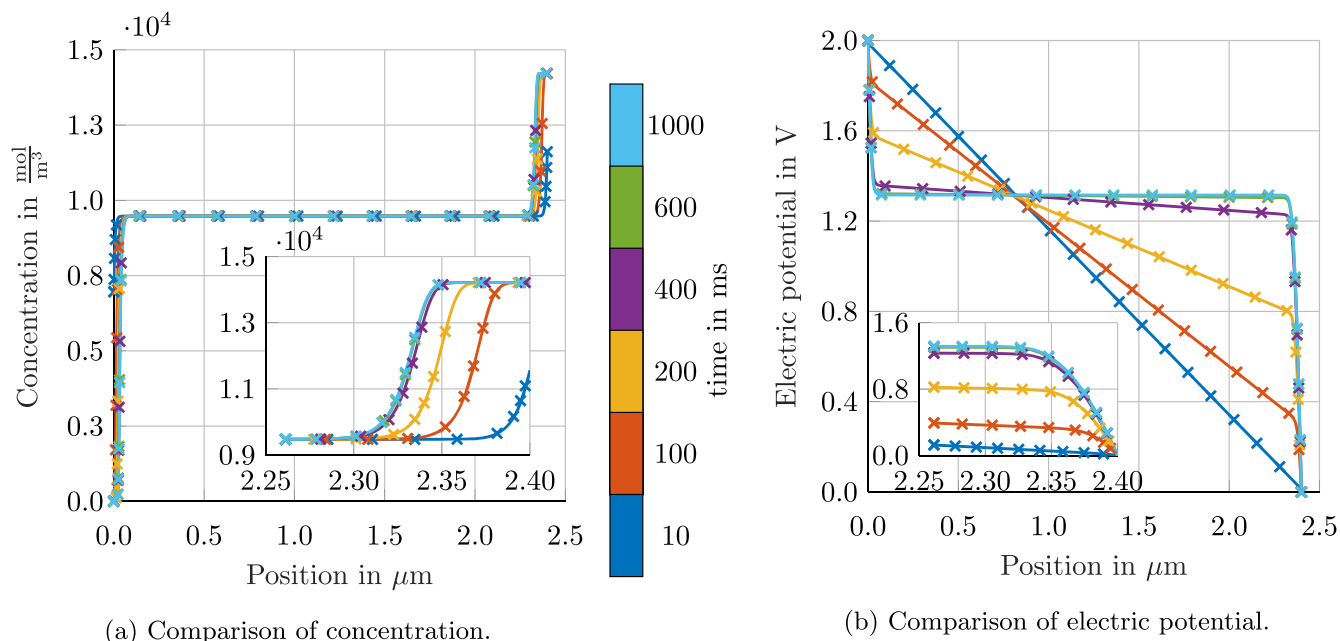 ·10⁴
1.5
1.3
1.0
0.8
0.5
0.3
0.0
Concentration in mol/m³
0.0 0.5 1.0 1.5 2.0 2.5
Position in μm
·10⁴
1.5
1.3
1.1
0.9
2.25 2.30 2.35 2.40
(a) Comparison of concentration.
1000
600
400
200
100
10
time in ms
2.0
1.6
1.2
0.8
0.4
0.0
Electric potential in V
0.0 0.5 1.0 1.5 2.0 2.5
Position in μm
1.6
0.8
0.0
2.25 2.30 2.35 2.40
(b) Comparison of electric potential.